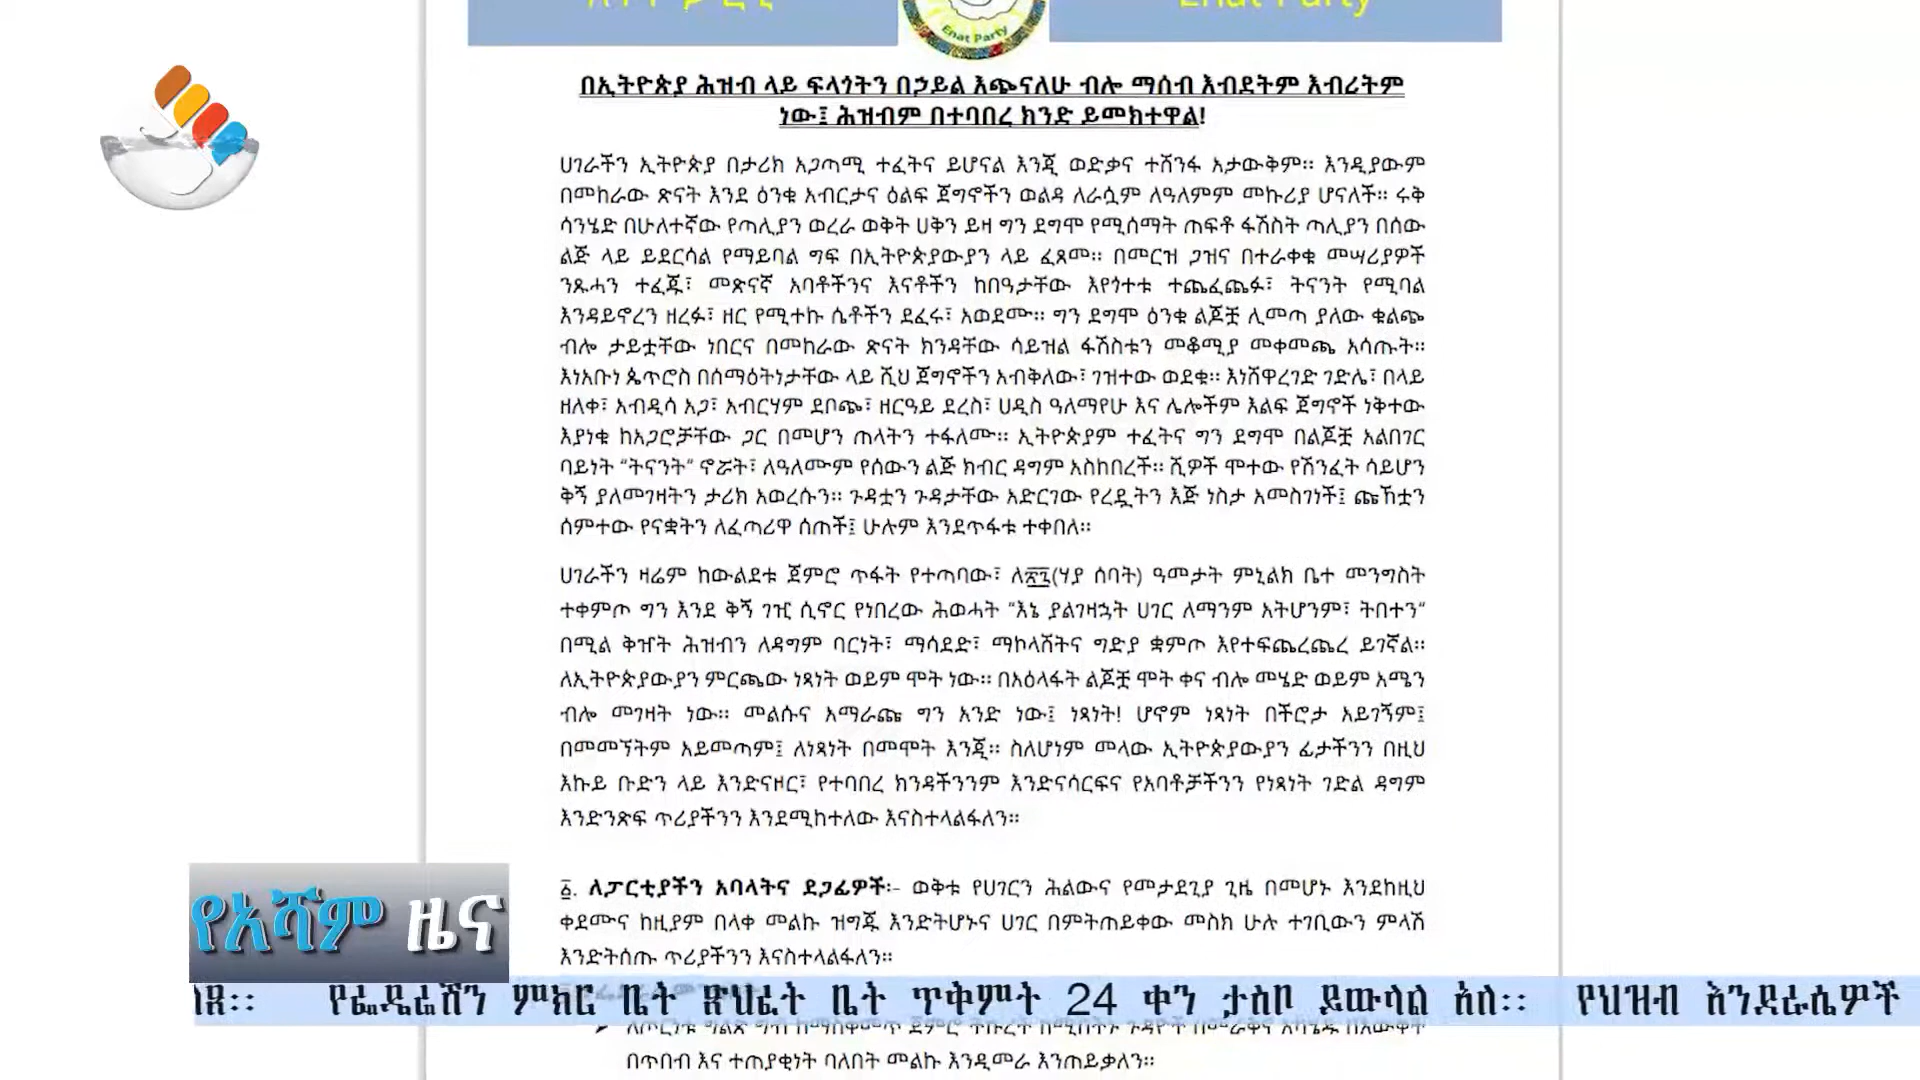 እናት ፓርቲ
Enat Party
Enat Party
በኢትዮጵያ ሕዝብ ላይ ፍላጎትን በኃይል እጭናለሁ ብሎ ማሰብ እብደትም እብሪትም
ነው፤ ሕዝብም በተባበረ ክንድ ይመክተዋል!
ሀገራችን ኢትዮጵያ በታሪክ አጋጣሚ ተፈትና ይሆናል እንጂ ወድቃና ተሸንፋ አታውቅም፡፡ እንዲያውም
በመከራው ጽናት እንደ ዕንቁ አብርታና ዕልፍ ጀግኖችን ወልዳ ለራሷም ለዓለምም መኩሪያ ሆናለች። ሩቅ
ሳንሄድ በሁለተኛው የጣሊያን ወረራ ወቅት ሀቅን ይዛ ግን ደግሞ የሚሰማት ጠፍቶ ፋሽስት ጣሊያን በሰው
ልጅ ላይ ይደርሳል የማይባል ግፍ በኢትዮጵያውያን ላይ ፈጸመ፡፡ በመርዝ ጋዝና በተራቀቁ መሣሪያዎች
ንጹሓን ተፈጁ፣ መጽናኛ አባቶችንና እናቶችን ከበዓታቸው እየጎተቱ ተጨፈጨፉ፣ ትናንት የሚባል
እንዳይኖረን ዘረፉ፣ ዘር የሚተኩ ሴቶችን ደፈሩ፣ አወደሙ፡፡ ግን ደግሞ ዕንቁ ልጆቿ ሊመጣ ያለው ቁልጭ
ብሎ ታይቷቸው ነበርና በመከራው ጽናት ክንዳቸው ሳይዝል ፋሽስቱን መቆሚያ መቀመጫ አሳጡት፡፡
እነአቡነ ጴጥሮስ በሰማዕትነታቸው ላይ ሺህ ጀግኖችን አብቅለው፣ ገዝተው ወደቁ፡፡ እነሸዋረገድ ገድሌ፣ በላይ
ዘለቀ፣ አብዲሳ አጋ፣ አብርሃም ደቦጭ፣ ዘርዓይ ደረስ፣ ሀዲስ ዓለማየሁ እና ሌሎችም እልፍ ጀግኖች ነቅተው
እያነቁ ከአጋሮቻቸው ጋር በመሆን ጠላትን ተፋለሙ፡፡ ኢትዮጵያም ተፈትና ግን ደግሞ በልጆቿ አልበገር
ባይነት “ትናንት“ ኖሯት፣ ለዓለሙም የሰውን ልጅ ክብር ዳግም አስከበረች፡፡ ሺዎች ሞተው የሽንፈት ሳይሆን
ቅኝ ያለመገዛትን ታሪክ አወረሱን፡፡ ጉዳቷን ጉዳታቸው አድርገው የረዷትን እጅ ነስታ አመስገነች፤ ጩኸቷን
ሰምተው የናቋትን ለፈጣሪዋ ሰጠች፤ ሁሉም እንደጥፋቱ ተቀበለ፡፡
ሀገራችን ዛሬም ከውልደቱ ጀምሮ ጥፋት የተጣባው፣ ለ፳፯(ሃያ ሰባት) ዓመታት ምኒልክ ቤተ መንግስት
ተቀምጦ ግን እንደ ቅኝ ገዢ ሲኖር የነበረው ሕወሓት “እኔ ያልገዛኋት ሀገር ለማንም አትሆንም፣ ትበተን“
በሚል ቅዠት ሕዝብን ለዳግም ባርነት፣ ማሳደድ፣ ማኮላሸትና ግድያ ቋምጦ እየተፍጨረጨረ ይገኛል፡፡
ለኢትዮጵያውያን ምርጫው ነጻነት ወይም ሞት ነው፡፡ በአዕላፋት ልጆቿ ሞት ቀና ብሎ መሄድ ወይም አሜን
ብሎ መገዛት ነው፡፡ መልሱና አማራጩ ግን አንድ ነው፤ ነጻነት! ሆኖም ነጻነት በችሮታ አይገኝም፤
በመመኘትም አይመጣም፤ ለነጻነት በመሞት እንጂ፡፡ ስለሆነም መላው ኢትዮጵያውያን ፊታችንን በዚህ
እኩይ ቡድን ላይ እንድናዞር፣ የተባበረ ክንዳችንንም እንድናሳርፍና የአባቶቻችንን የነጻነት ገድል ዳግም
እንድንጽፍ ጥሪያችንን እንደሚከተለው እናስተላልፋለን፡፡
፩. ለፓርቲያችን አባላትና ደጋፊዎች፡- ወቅቱ የሀገርን ሕልውና የመታደጊያ ጊዜ በመሆኑ እንደከዚህ
ቀደሙና ከዚያም በላቀ መልኩ ዝግጁ እንድትሆኑና ሀገር በምትጠይቀው መስክ ሁሉ ተገቢውን ምላሽ
እንድትሰጡ ጥሪያችንን እናስተላልፋለን፡፡
የአሻም ዜና
ገጸ፡፡ የፌዴሬሽን ምክር ቤት ጽህፈት ቤት ጥቅምት 24 ቀን ታስቦ ይውላል አለ፡፡ የህዝብ እንደራሴዎች
በጥበብ እና ተጠያቂነት ባለበት መልኩ እንዲመራ እንጠይቃለን፡፡